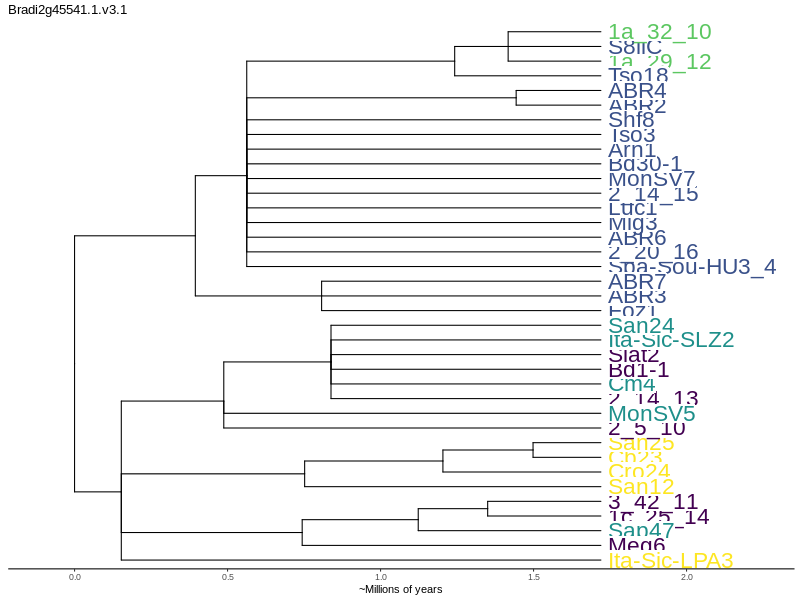 Bradi2g45541.1.v3.1
1a_32_10
S8iiC
1a_29_12
Tso18
ABR4
ABR2
Shf8
Tso3
Arn1
Bd30-1
MonSV7
2_14_15
Luc1
Mig3
ABR6
2_20_16
Spa-Sou-HU3_4
ABR7
ABR3
Foz1
San24
Ita-Sic-SLZ2
Slat2
Bd1-1
Cm4
2_14_13
MonSV5
2_5_10
San25
Cb23
Cro24
San12
3_42_11
1c_25_14
San47
Meg6
Ita-Sic-LPA3
0.0 0.5 1.0 1.5 2.0
~Millions of years